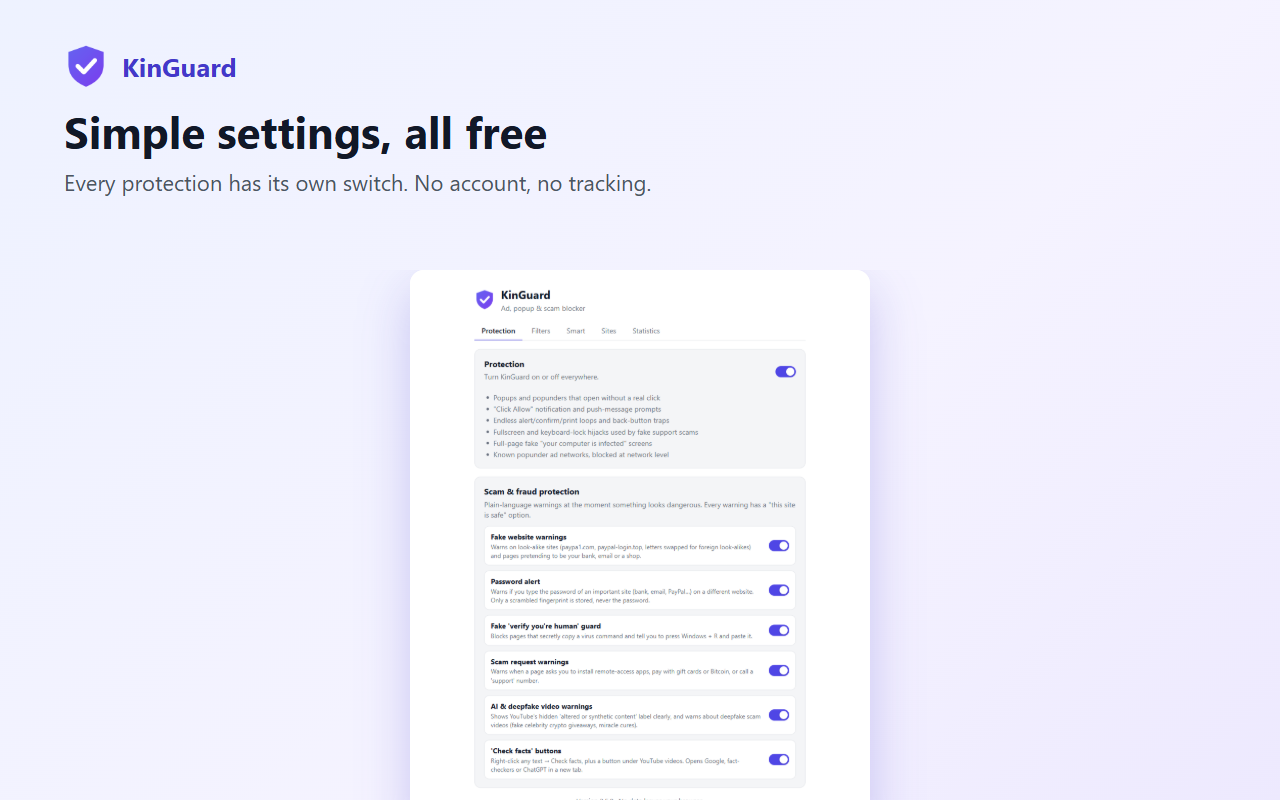 KinGuard
Simple settings, all free
Every protection has its own switch. No account, no tracking.
KinGuard
Ad, popup & scam blocker
Protection Filters Smart Sites Statistics
Protection
Turn KinGuard on or off everywhere.
• Popups and popunders that open without a real click
• "Click Allow" notification and push-message prompts
• Endless alert/confirm/print loops and back-button traps
• Fullscreen and keyboard-lock hijacks used by fake support scams
• Full-page fake "your computer is infected" screens
• Known popunder ad networks, blocked at network level
Scam & fraud protection
Plain-language warnings at the moment something looks dangerous. Every warning has a "this site
is safe" option.
Fake website warnings
Warns on look-alike sites (paypa1.com, paypal-login.top, letters swapped for foreign look-alikes)
and pages pretending to be your bank, email or a shop.
Password alert
Warns if you type the password of an important site (bank, email, PayPal...) on a different website.
Only a scrambled fingerprint is stored, never the password.
Fake 'verify you're human' guard
Blocks pages that secretly copy a virus command and tell you to press Windows + R and paste it.
Scam request warnings
Warns when a page asks you to install remote-access apps, pay with gift cards or Bitcoin, or call a
'support' number.
AI & deepfake video warnings
Shows YouTube's hidden 'altered or synthetic content' label clearly, and warns about deepfake scam
videos (fake celebrity crypto giveaways, miracle cures).
'Check facts' buttons
Right-click any text → Check facts, plus a button under YouTube videos. Opens Google, fact-
checkers or ChatGPT in a new tab.